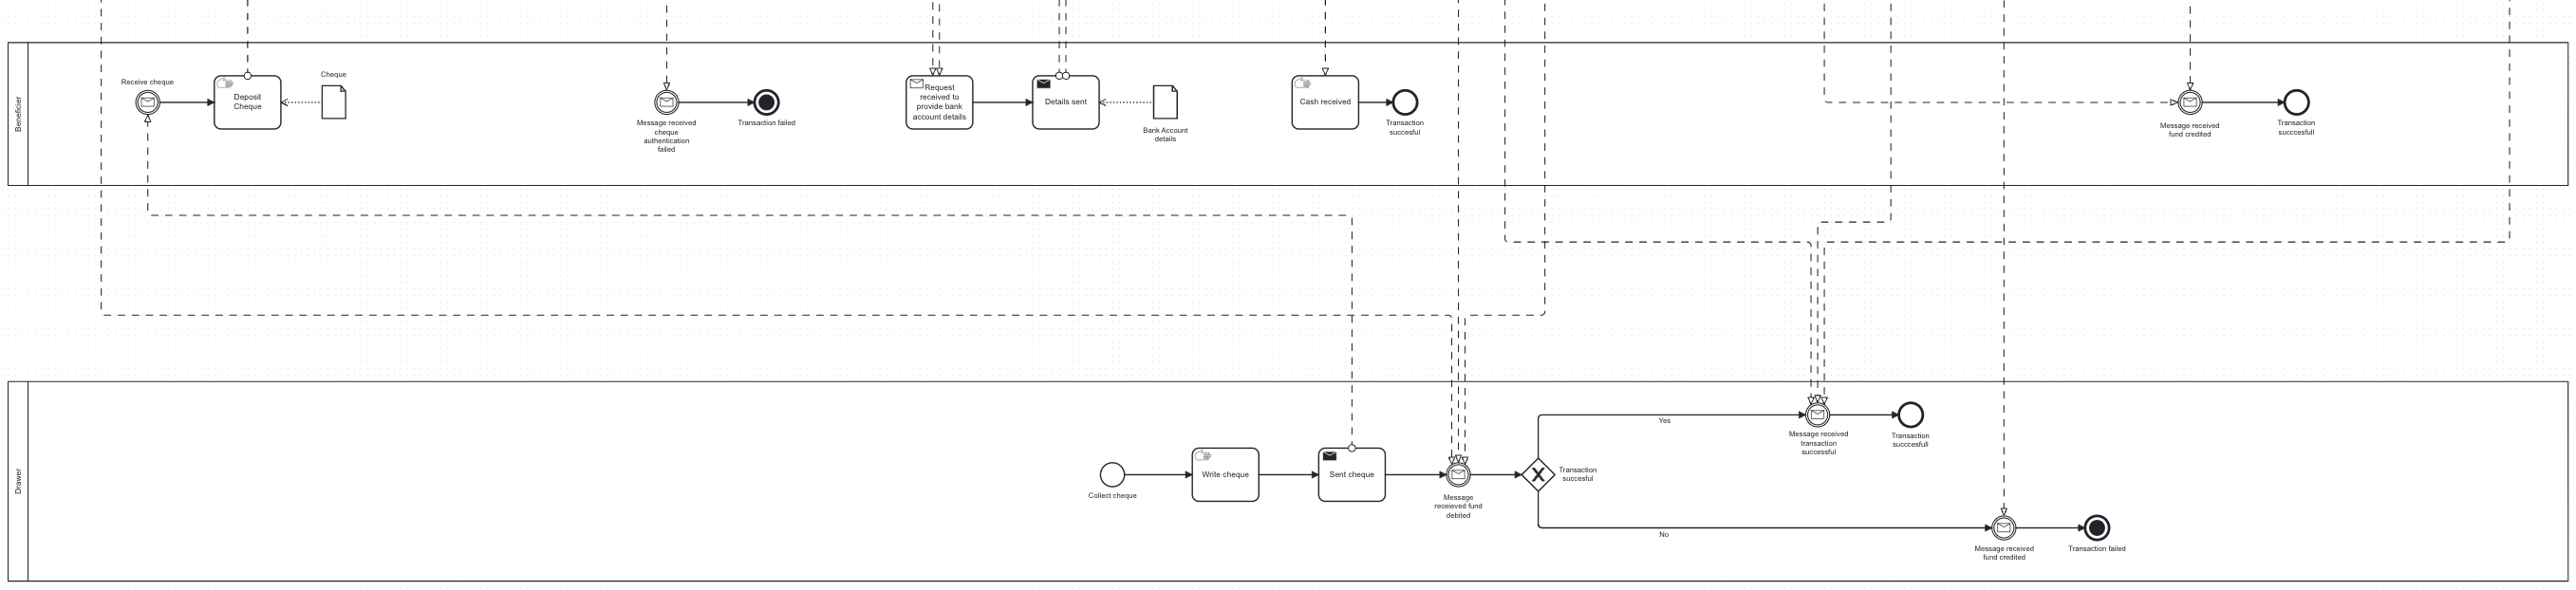 Beneficier
Receive cheque
Deposit
Cheque
Cheque
Message received
cheque
authentication
failed
Transaction failed
Request
received to
provide bank
account details
Details sent
Bank Account
details
Cash received
Transaction
succesful
Message received
fund credited
Transaction
succcesfull
Drawer
Collect cheque
Write cheque
Sent cheque
Message
receieved fund
debited
Transaction
succesful
Yes
No
Message received
transaction
successful
Transaction
succcesfull
Message received
fund credited
Transaction failed